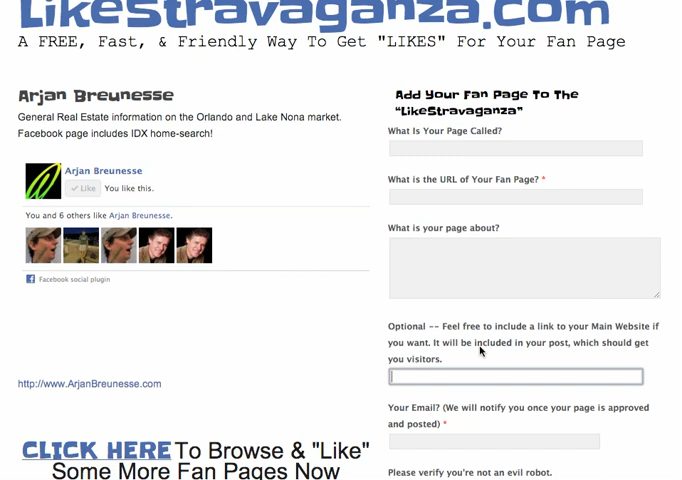 LikeStravaganza.com
A FREE, Fast, & Friendly Way To Get "LIKES" For Your Fan Page
Arjan Breunesse
General Real Estate information on the Orlando and Lake Nona market.
Facebook page includes IDX home-search!
Arjan Breunesse
Like You like this.
You and 6 others like Arjan Breunesse.
Facebook social plugin
http://www.ArjanBreunesse.com
CLICK HERE To Browse & "Like"
Some More Fan Pages Now
Add Your Fan Page To The
"LikeStravaganza"
What Is Your Page Called?
What is the URL of Your Fan Page? *
What is your page about?
Optional -- Feel free to include a link to your Main Website if
you want. It will be included in your post, which should get
you visitors.
Your Email? (We will notify you once your page is approved
and posted) *
Please verify you're not an evil robot.